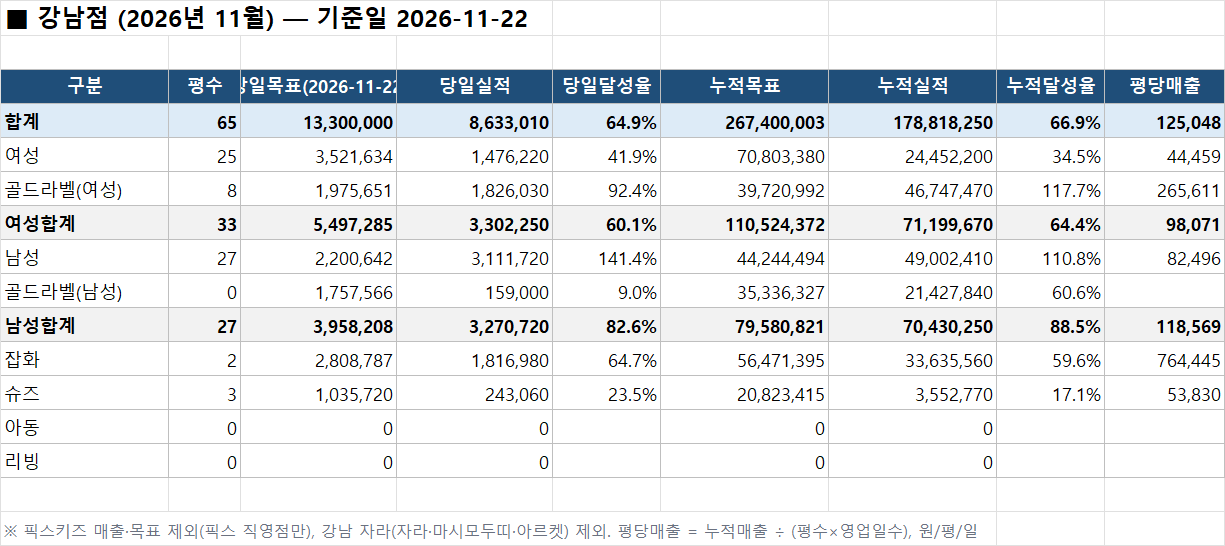 ■ 강남점 (2026년 11월) — 기준일 2026-11-22
구분 평수 당일목표(2026-11-22 당일실적 당일달성율 누적목표 누적실적 누적달성율 평당매출
합계 65 13,300,000 8,633,010 64.9% 267,400,003 178,818,250 66.9% 125,048
여성 25 3,521,634 1,476,220 41.9% 70,803,380 24,452,200 34.5% 44,459
골드라벨(여성) 8 1,975,651 1,826,030 92.4% 39,720,992 46,747,470 117.7% 265,611
여성합계 33 5,497,285 3,302,250 60.1% 110,524,372 71,199,670 64.4% 98,071
남성 27 2,200,642 3,111,720 141.4% 44,244,494 49,002,410 110.8% 82,496
골드라벨(남성) 0 1,757,566 159,000 9.0% 35,336,327 21,427,840 60.6%
남성합계 27 3,958,208 3,270,720 82.6% 79,580,821 70,430,250 88.5% 118,569
잡화 2 2,808,787 1,816,980 64.7% 56,471,395 33,635,560 59.6% 764,445
슈즈 3 1,035,720 243,060 23.5% 20,823,415 3,552,770 17.1% 53,830
아동 0 0 0 0 0
리빙 0 0 0 0 0
※ 픽스키즈 매출·목표 제외(픽스 직영점만), 강남 자라(자라·마시모두띠·아르켓) 제외. 평당매출 = 누적매출 ÷ (평수×영업일수), 원/평/일